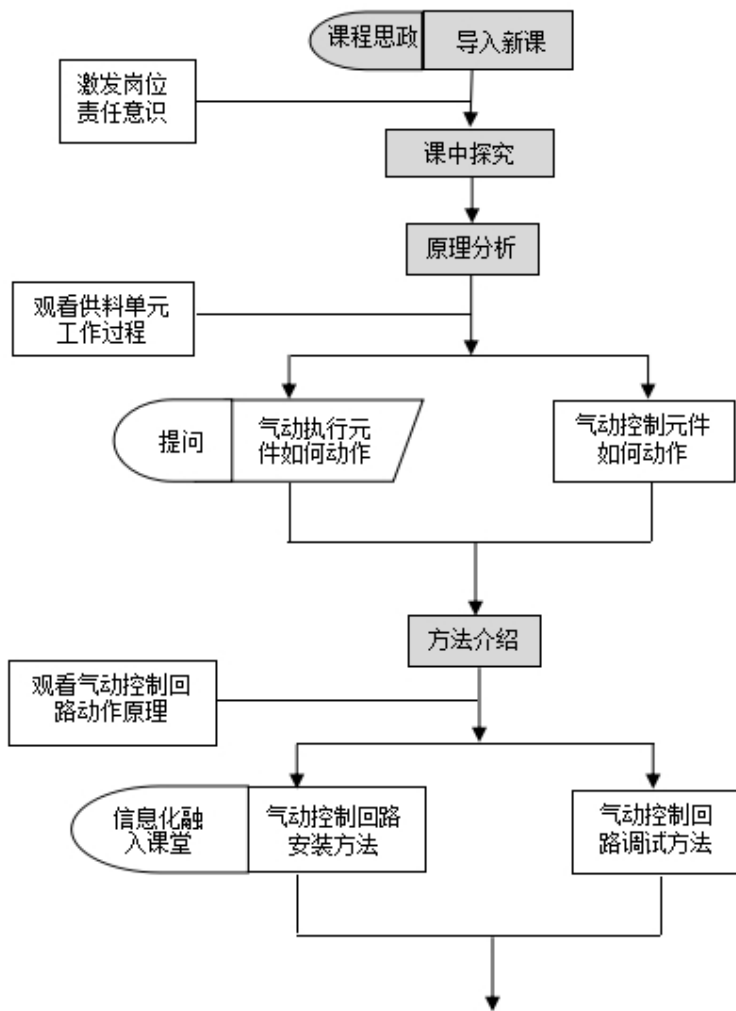 课程思政
导入新课
激发岗位
责任意识
课中探究
原理分析
观看供料单元
工作过程
提问
气动执行元
件如何动作
气动控制元件
如何动作
方法介绍
观看气动控制回
路动作原理
信息化融
入课堂
气动控制回路
安装方法
气动控制回
路调试方法